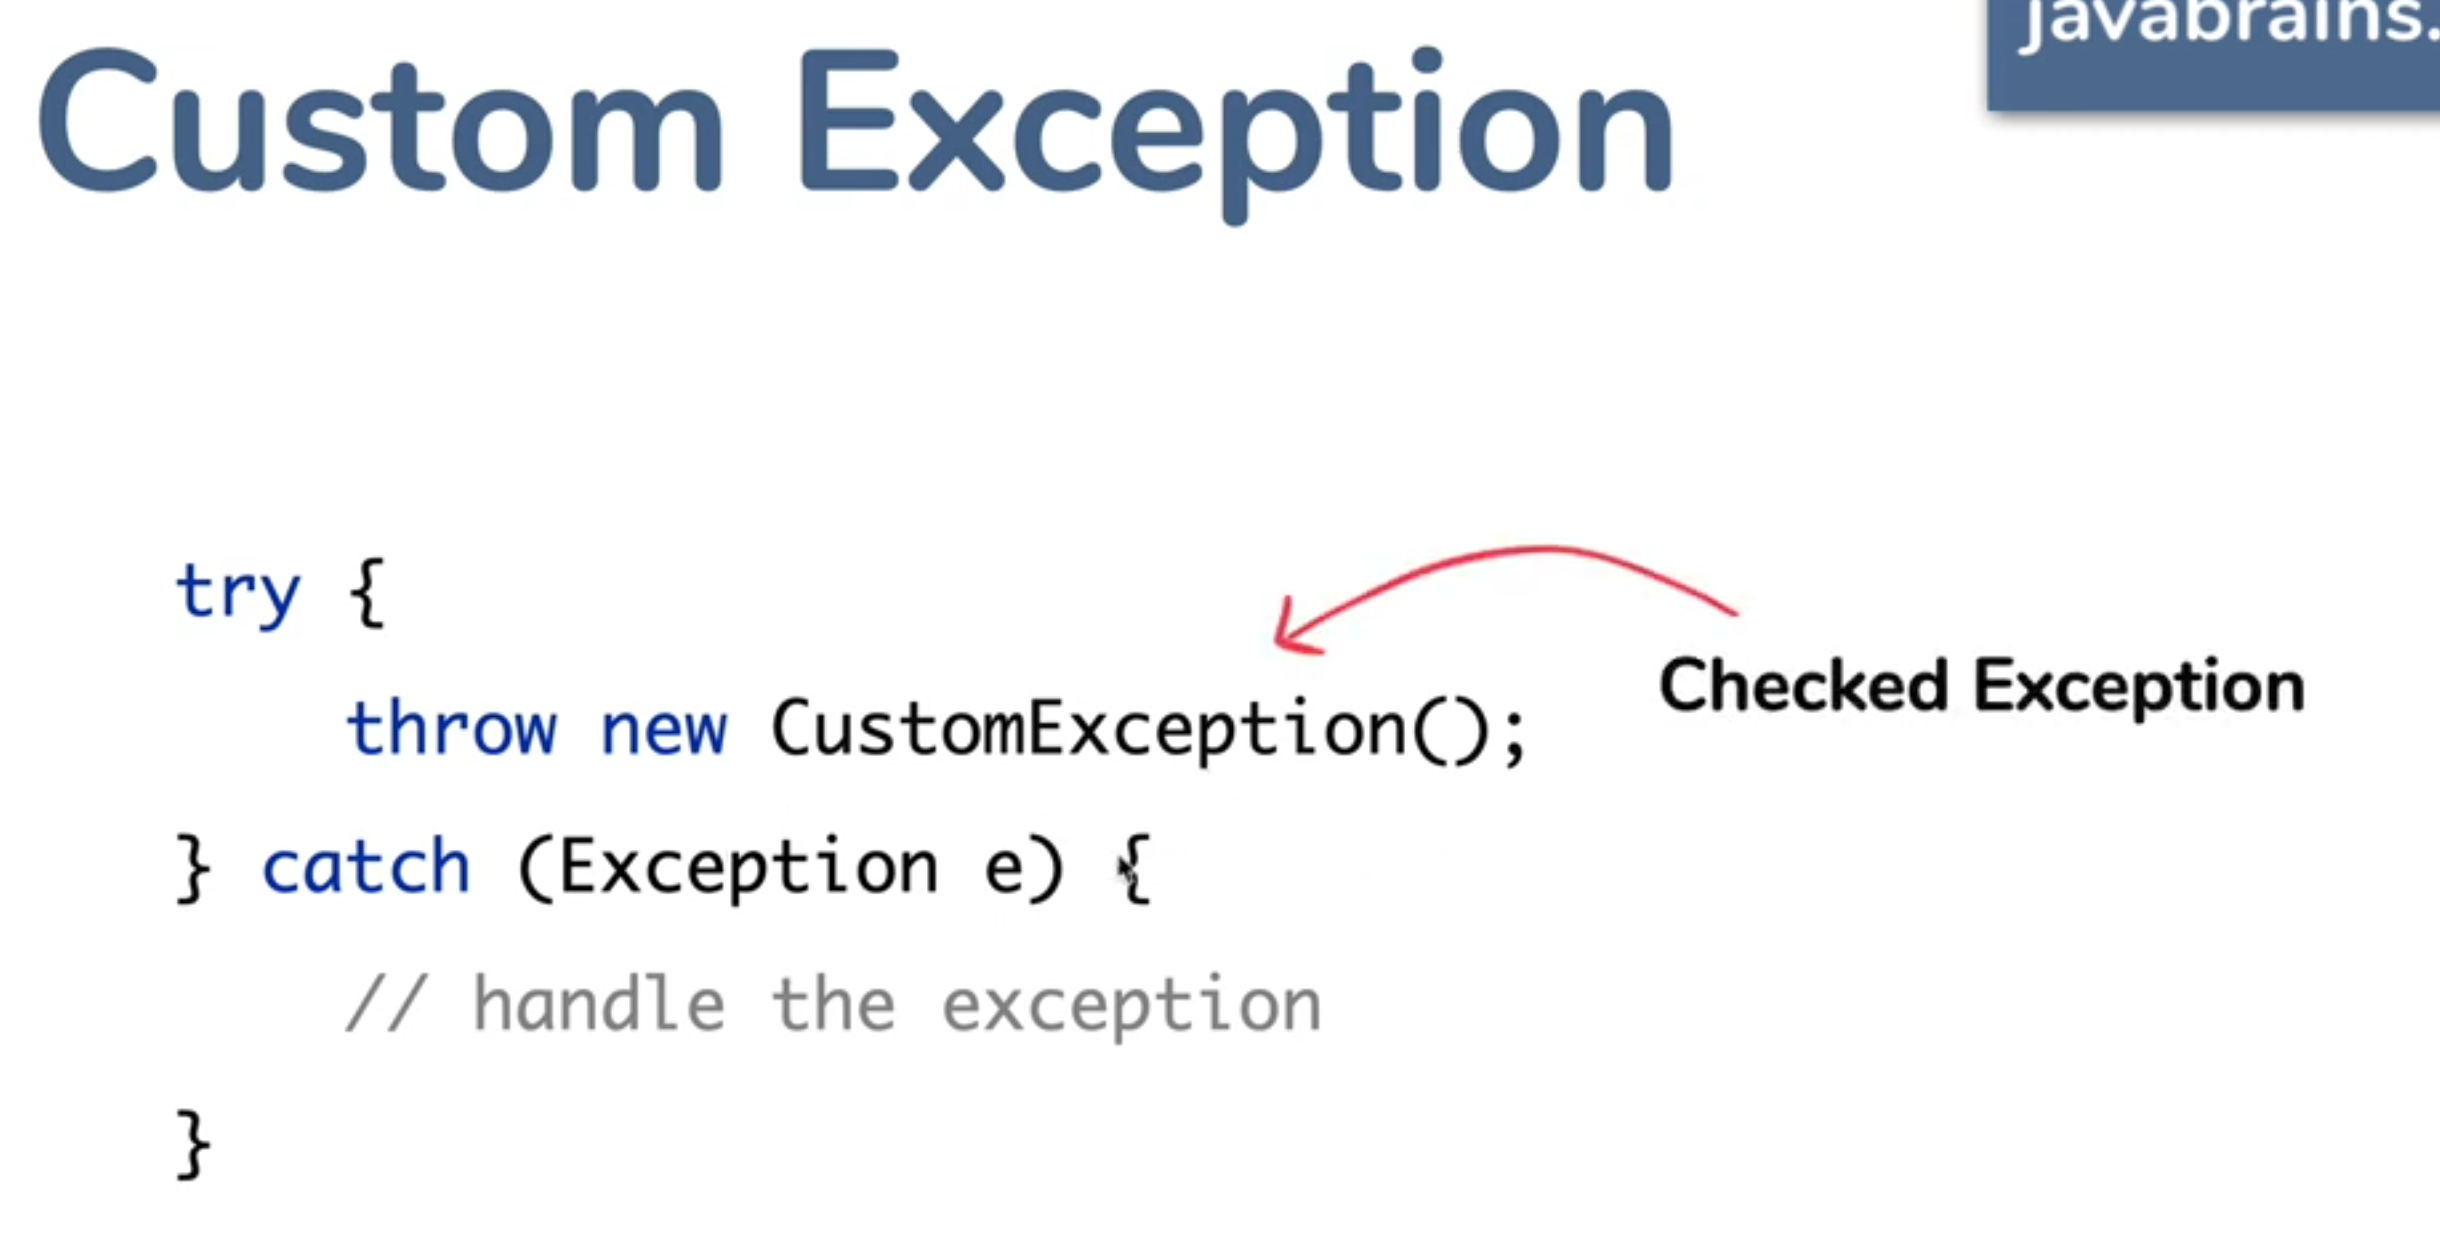 javabrains.
Custom Exception
try {
throw new CustomException();
Checked Exception
} catch (Exception e) {
// handle the exception
}